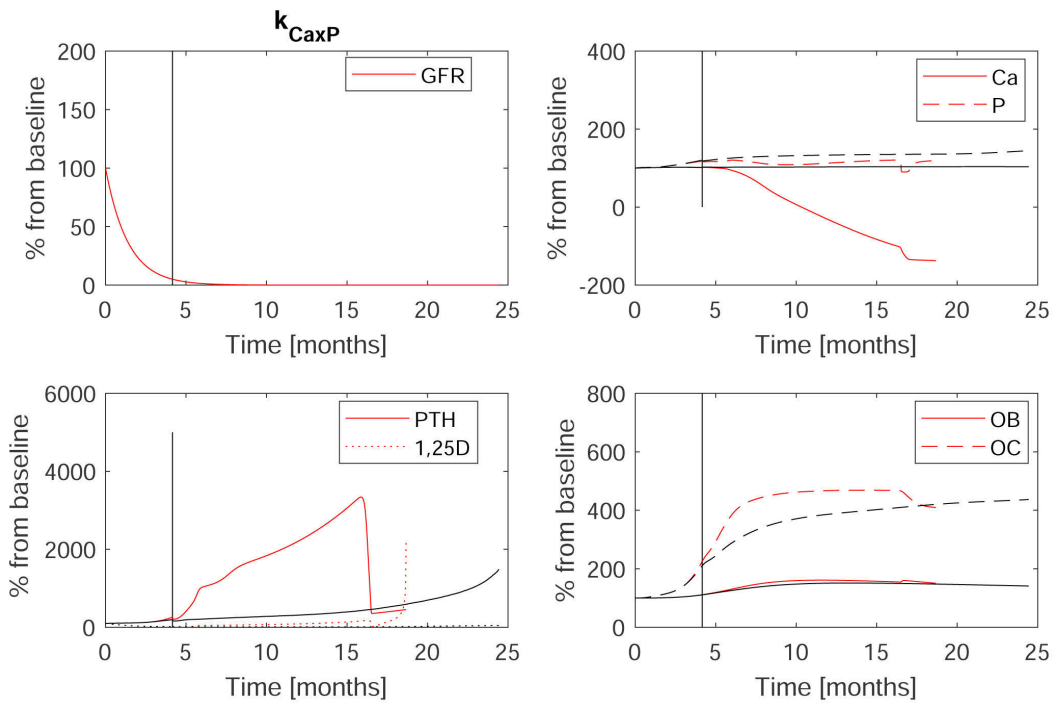 k_CaxP
200
150
100
50
0
% from baseline
GFR
0 5 10 15 20 25
Time [months]
400
200
0
-200
% from baseline
Ca
P
0 5 10 15 20 25
Time [months]
6000
4000
2000
0
% from baseline
PTH
1,25D
0 5 10 15 20 25
Time [months]
800
600
400
200
0
% from baseline
OB
OC
0 5 10 15 20 25
Time [months]